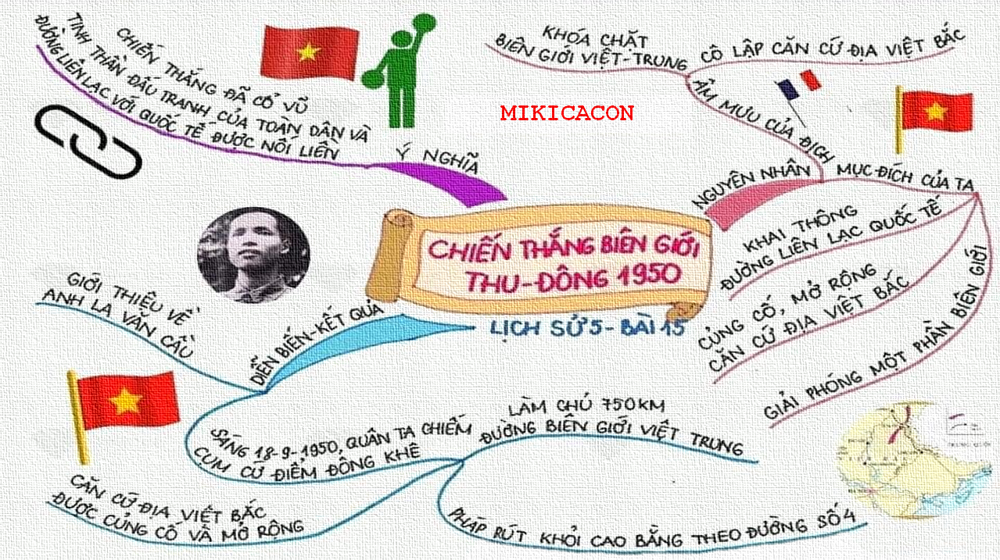 CHIẾN THẮNG BIÊN GIỚI
THU-ĐÔNG 1950
LỊCH SỬ 5 - BÀI 15
MIKICACON
NGUYÊN NHÂN
ÂM MƯU CỦA ĐỊCH
KHÓA CHẶT
BIÊN GIỚI VIỆT-TRUNG
CÔ LẬP CĂN CỨ ĐỊA VIỆT BẮC
MỤC ĐÍCH CỦA TA
KHAI THÔNG
ĐƯỜNG LIÊN LẠC QUỐC TẾ
CỦNG CỐ, MỞ RỘNG
CĂN CỨ ĐỊA VIỆT BẮC
GIẢI PHÓNG MỘT PHẦN BIÊN GIỚI
DIỄN BIẾN-KẾT QUẢ
GIỚI THIỆU VỀ
ANH LA VĂN CẦU
SÁNG 18-9-1950, QUÂN TA CHIẾM
CỤM CỨ ĐIỂM ĐÔNG KHÊ
LÀM CHỦ 750KM
ĐƯỜNG BIÊN GIỚI VIỆT TRUNG
PHÁP RÚT KHỎI CAO BẰNG THEO ĐƯỜNG SỐ 4
CĂN CỨ ĐỊA VIỆT BẮC
ĐƯỢC CỦNG CỐ VÀ MỞ RỘNG
Ý NGHĨA
CHIẾN THẮNG ĐÃ CỔ VŨ
TINH THẦN ĐẤU TRANH CỦA TOÀN DÂN VÀ
ĐƯỜNG LIÊN LẠC VỚI QUỐC TẾ ĐƯỢC NỐI LIỀN